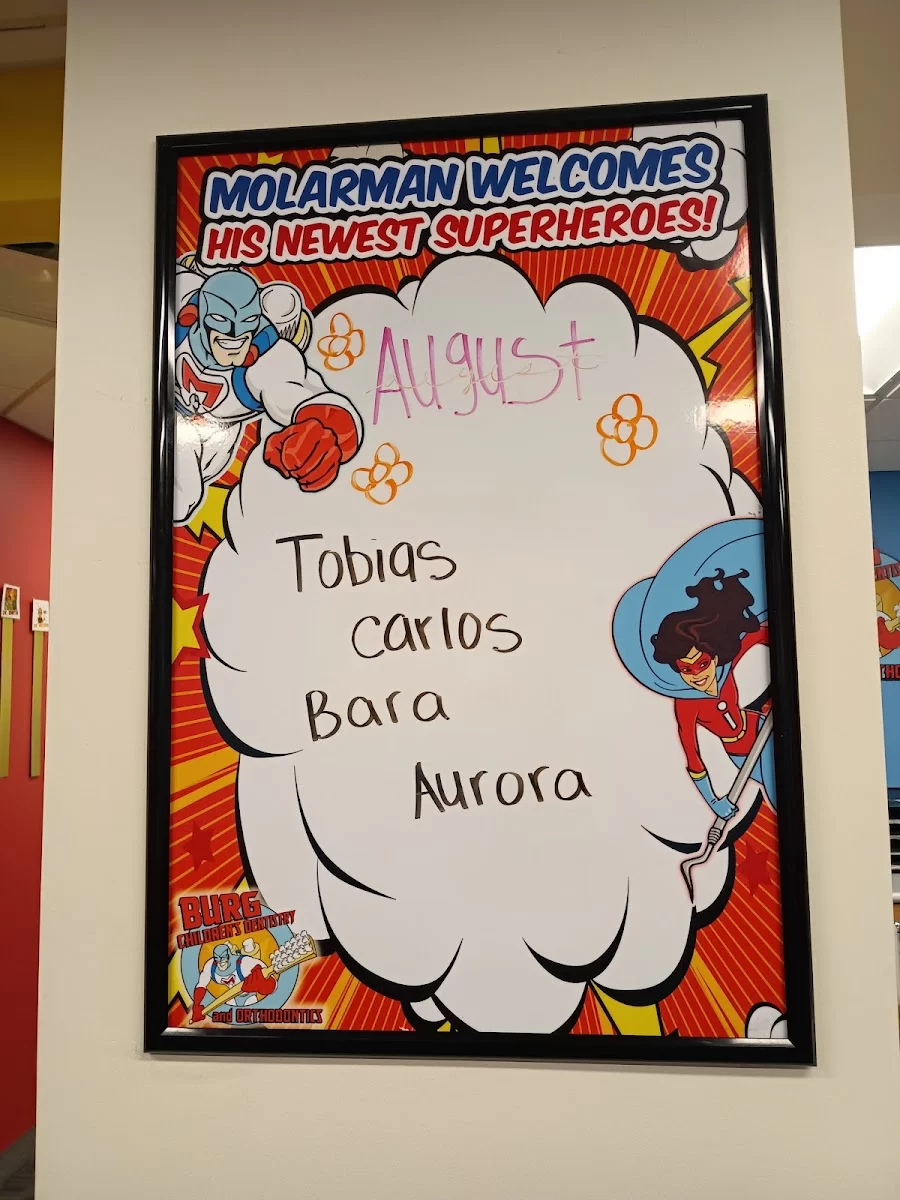 MOLARMAN WELCOMES
HIS NEWEST SUPERHEROES!
August
Tobias
Carlos
Bara
Aurora
BURG
CHILDREN'S DENTISTRY
and ORTHODONTICS